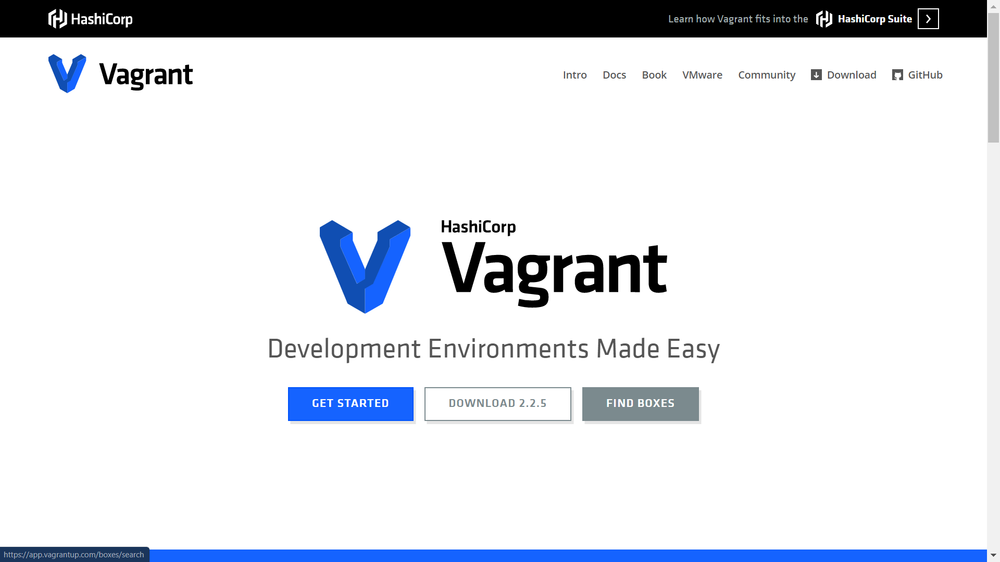 HashiCorp
Learn how Vagrant fits into the HashiCorp Suite
Vagrant
Intro Docs Book VMware Community Download GitHub
HashiCorp
Vagrant
Development Environments Made Easy
GET STARTED DOWNLOAD 2.2.5 FIND BOXES
https://app.vagrantup.com/boxes/search